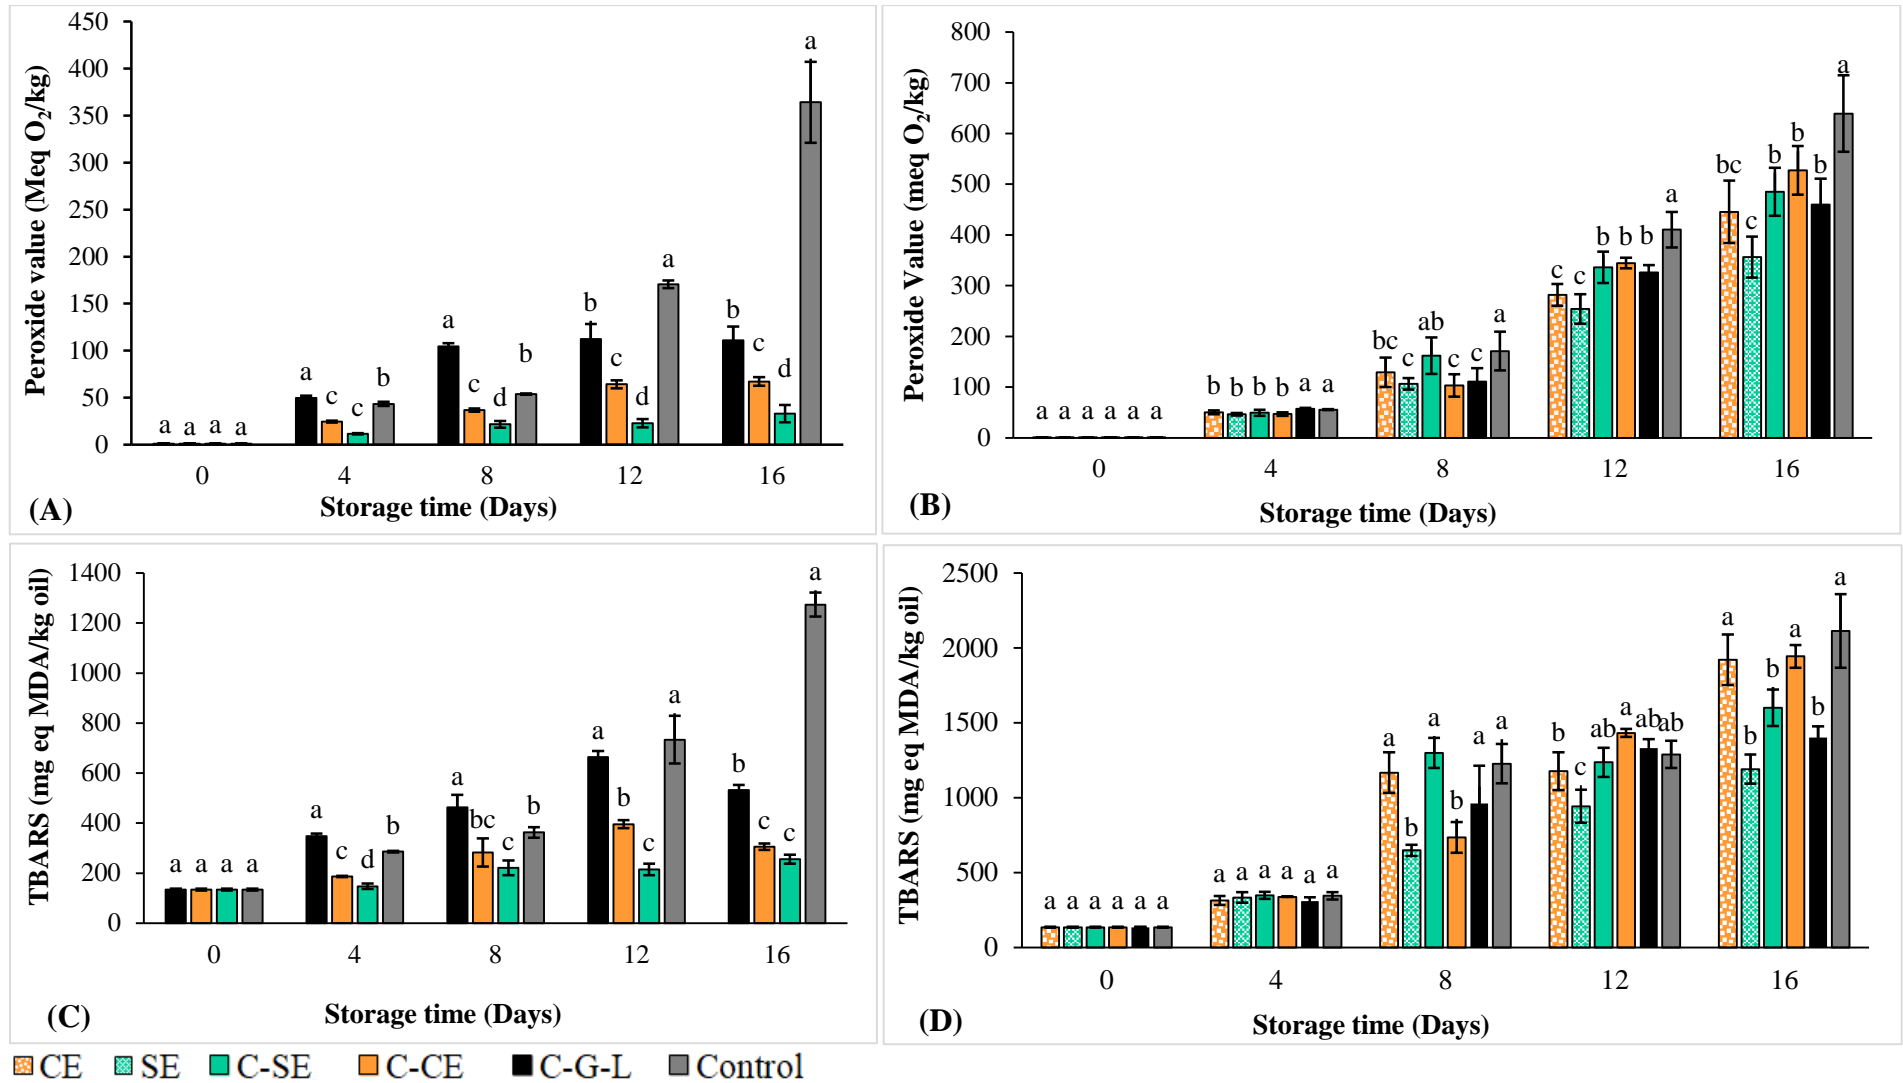 450
400
350
300
250
200
150
100
50
0
Peroxide value (Meq O2/kg)
a a a a
a c c b
a c d b
b c d a
b c d a
0 4 8 12 16
Storage time (Days)
(A)
800
700
600
500
400
300
200
100
0
Peroxide Value (meq O2/kg)
a a a a a a
b b b b a a
bc c ab c c a
c c b b b a
bc c b b b a
0 4 8 12 16
Storage time (Days)
(B)
1400
1200
1000
800
600
400
200
0
TBARS (mg eq MDA/kg oil)
a a a a
a c d b
a bc c b
a b c a
b c c a
0 4 8 12 16
Storage time (Days)
(C)
2500
2000
1500
1000
500
0
TBARS (mg eq MDA/kg oil)
a a a a a a
a a a a a a
a b a b a a
b c ab a ab ab
a b b a b a
0 4 8 12 16
Storage time (Days)
(D)
CE SE C-SE C-CE C-G-L Control